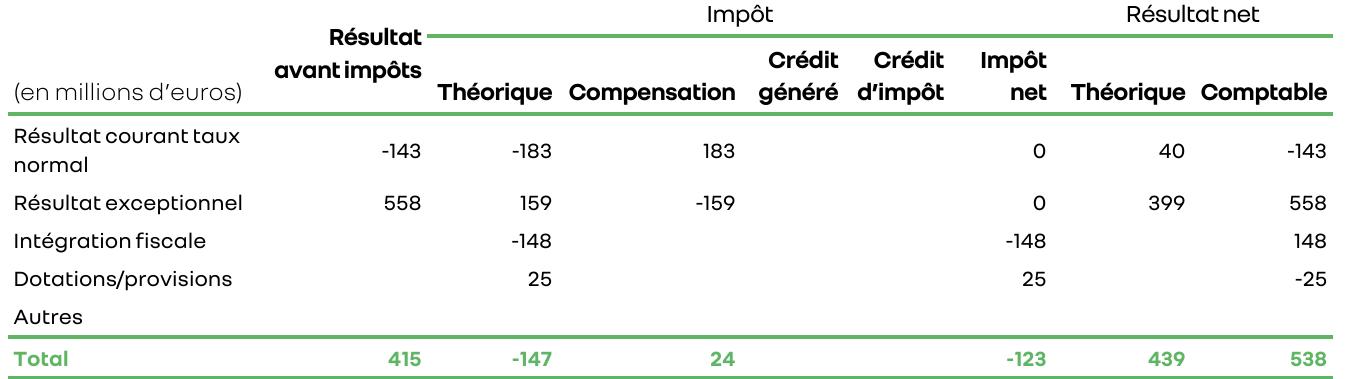 Impôt Résultat net
Résultat
avant impôts
Crédit Crédit Impôt
(en millions d’euros) Théorique Compensation généré d’impôt net Théorique Comptable
Résultat courant taux
normal -143 -183 183 0 40 -143
Résultat exceptionnel 558 159 -159 0 399 558
Intégration fiscale -148 -148 148
Dotations/provisions 25 25 -25
Autres
Total 415 -147 24 -123 439 538